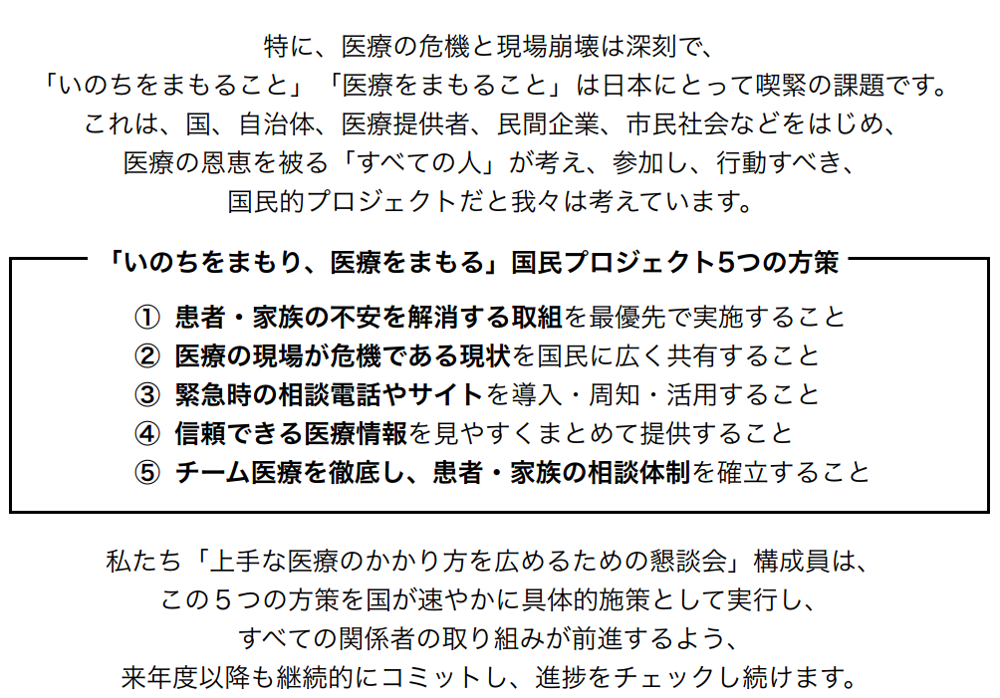 特に、医療の危機と現場崩壊は深刻で、
「いのちをまもること」「医療をまもること」は日本にとって喫緊の課題です。
これは、国、自治体、医療提供者、民間企業、市民社会などをはじめ、
医療の恩恵を被る「すべての人」が考え、参加し、行動すべき、
国民的プロジェクトだと我々は考えています。
「いのちをまもり、医療をまもる」国民プロジェクト5つの方策
① 患者・家族の不安を解消する取組を最優先で実施すること
② 医療の現場が危機である現状を国民に広く共有すること
③ 緊急時の相談電話やサイトを導入・周知・活用すること
④ 信頼できる医療情報を見やすくまとめて提供すること
⑤ チーム医療を徹底し、患者・家族の相談体制を確立すること
私たち「上手な医療のかかり方を広めるための懇談会」構成員は、
この５つの方策を国が速やかに具体的施策として実行し、
すべての関係者の取り組みが前進するよう、
来年度以降も継続的にコミットし、進捗をチェックし続けます。